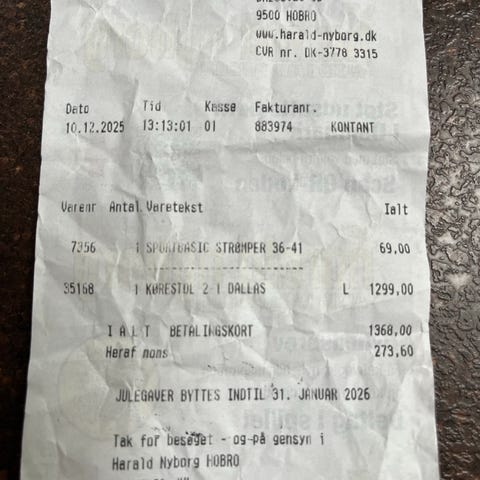 9500 HOBRO
www.harald-nyborg.dk
CVR nr. DK-3778 3315
Dato Tid Kasse Fakturanr.
10.12.2025 13:13:01 01 883974 KONTANT
Varenr Antal Varetekst Ialt
7356 1 SPORTBASIC STRØMPER 36-41 69,00
35168 1 KØRESTOL 2-I DALLAS L 1299,00
I A L T BETALINGSKORT 1368,00
Heraf moms 273,60
JULEGAVER BYTTES INDTIL 31. JANUAR 2026
Tak for besøget - og på gensyn i
Harald Nyborg HOBRO